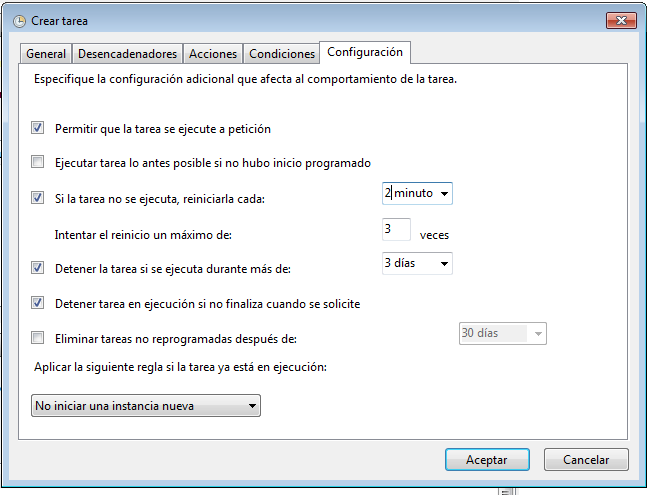 Crear tarea
General Desencadenadores Acciones Condiciones Configuración
Especifique la configuración adicional que afecta al comportamiento de la tarea.
Permitir que la tarea se ejecute a petición
Ejecutar tarea lo antes posible si no hubo inicio programado
Si la tarea no se ejecuta, reiniciarla cada: 2 minuto
Intentar el reinicio un máximo de: 3 veces
Detener la tarea si se ejecuta durante más de: 3 días
Detener tarea en ejecución si no finaliza cuando se solicite
Eliminar tareas no reprogramadas después de: 30 días
Aplicar la siguiente regla si la tarea ya está en ejecución:
No iniciar una instancia nueva
Aceptar Cancelar